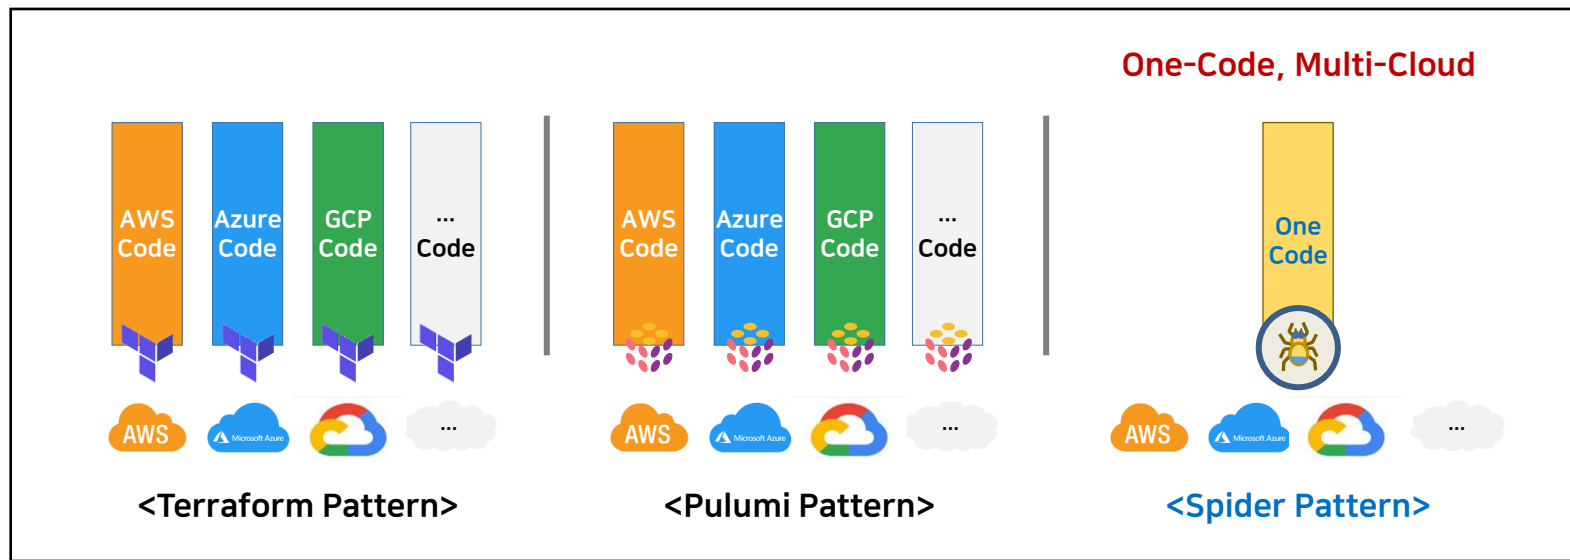 One-Code, Multi-Cloud
AWS
Code
Azure
Code
GCP
Code
...
Code
AWS
Microsoft Azure
...
<Terraform Pattern>
AWS
Code
Azure
Code
GCP
Code
...
Code
AWS
Microsoft Azure
...
<Pulumi Pattern>
One
Code
AWS
Microsoft Azure
...
<Spider Pattern>